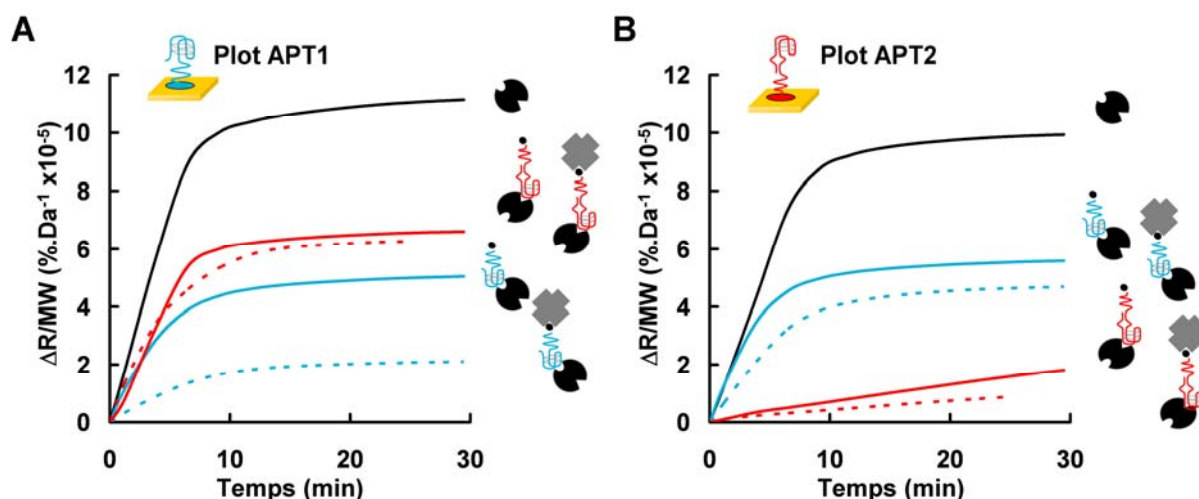 A
Plot APT1
ΔR/MW (%.Da⁻¹ x10⁻⁵)
12
10
8
6
4
2
0
0 10 20 30
Temps (min)
B
Plot APT2
ΔR/MW (%.Da⁻¹ x10⁻⁵)
12
10
8
6
4
2
0
0 10 20 30
Temps (min)